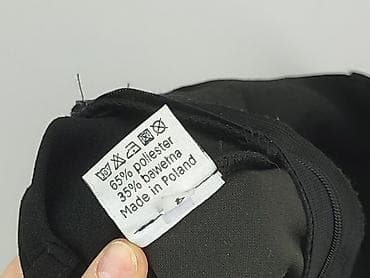 65% poliester
35% bawełna
Made in Poland